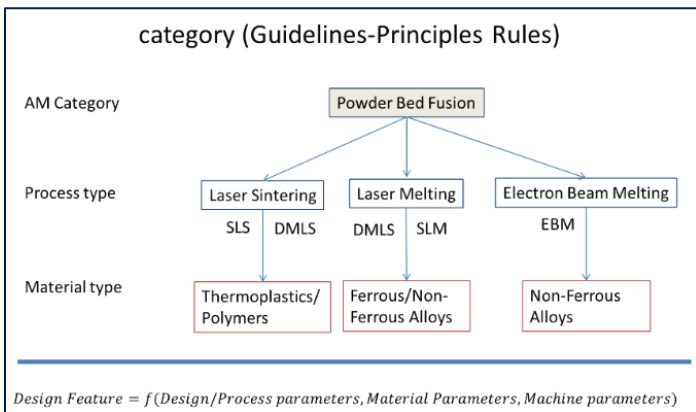 category (Guidelines-Principles Rules)
AM Category
Powder Bed Fusion
Process type
Laser Sintering
Laser Melting
Electron Beam Melting
SLS DMLS
DMLS SLM
EBM
Material type
Thermoplastics/
Polymers
Ferrous/Non-
Ferrous Alloys
Non-Ferrous
Alloys
Design Feature = f(Design/Process parameters, Material Parameters, Machine parameters)